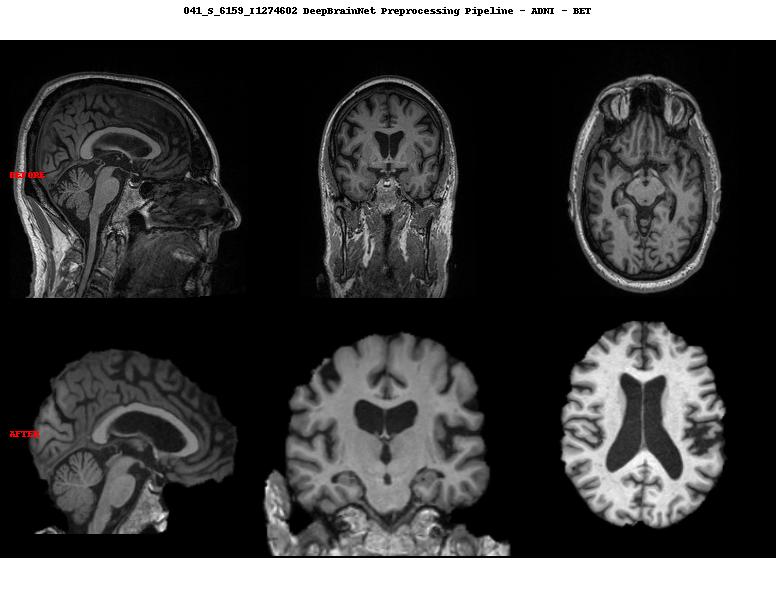 041_S_6159_I1274602 DeepBrainNet Preprocessing Pipeline - ADNI - BET
BEFORE
AFTER